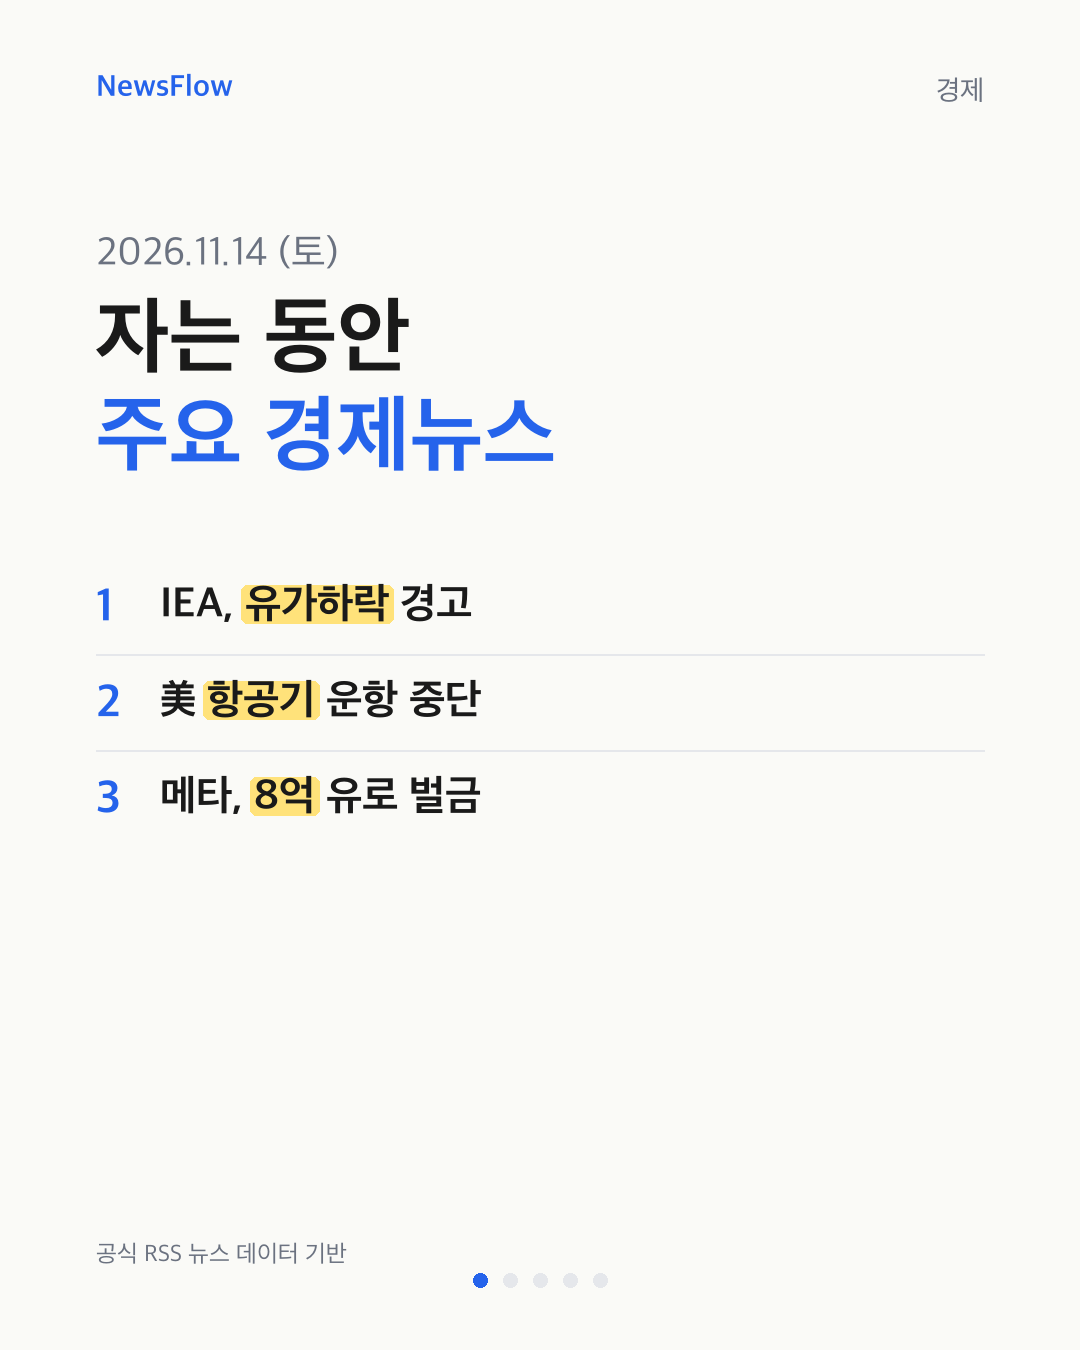 NewsFlow
경제
2026.11.14 (토)
자는 동안
주요 경제뉴스
1 IEA, 유가하락 경고
2 美 항공기 운항 중단
3 메타, 8억 유로 벌금
공식 RSS 뉴스 데이터 기반